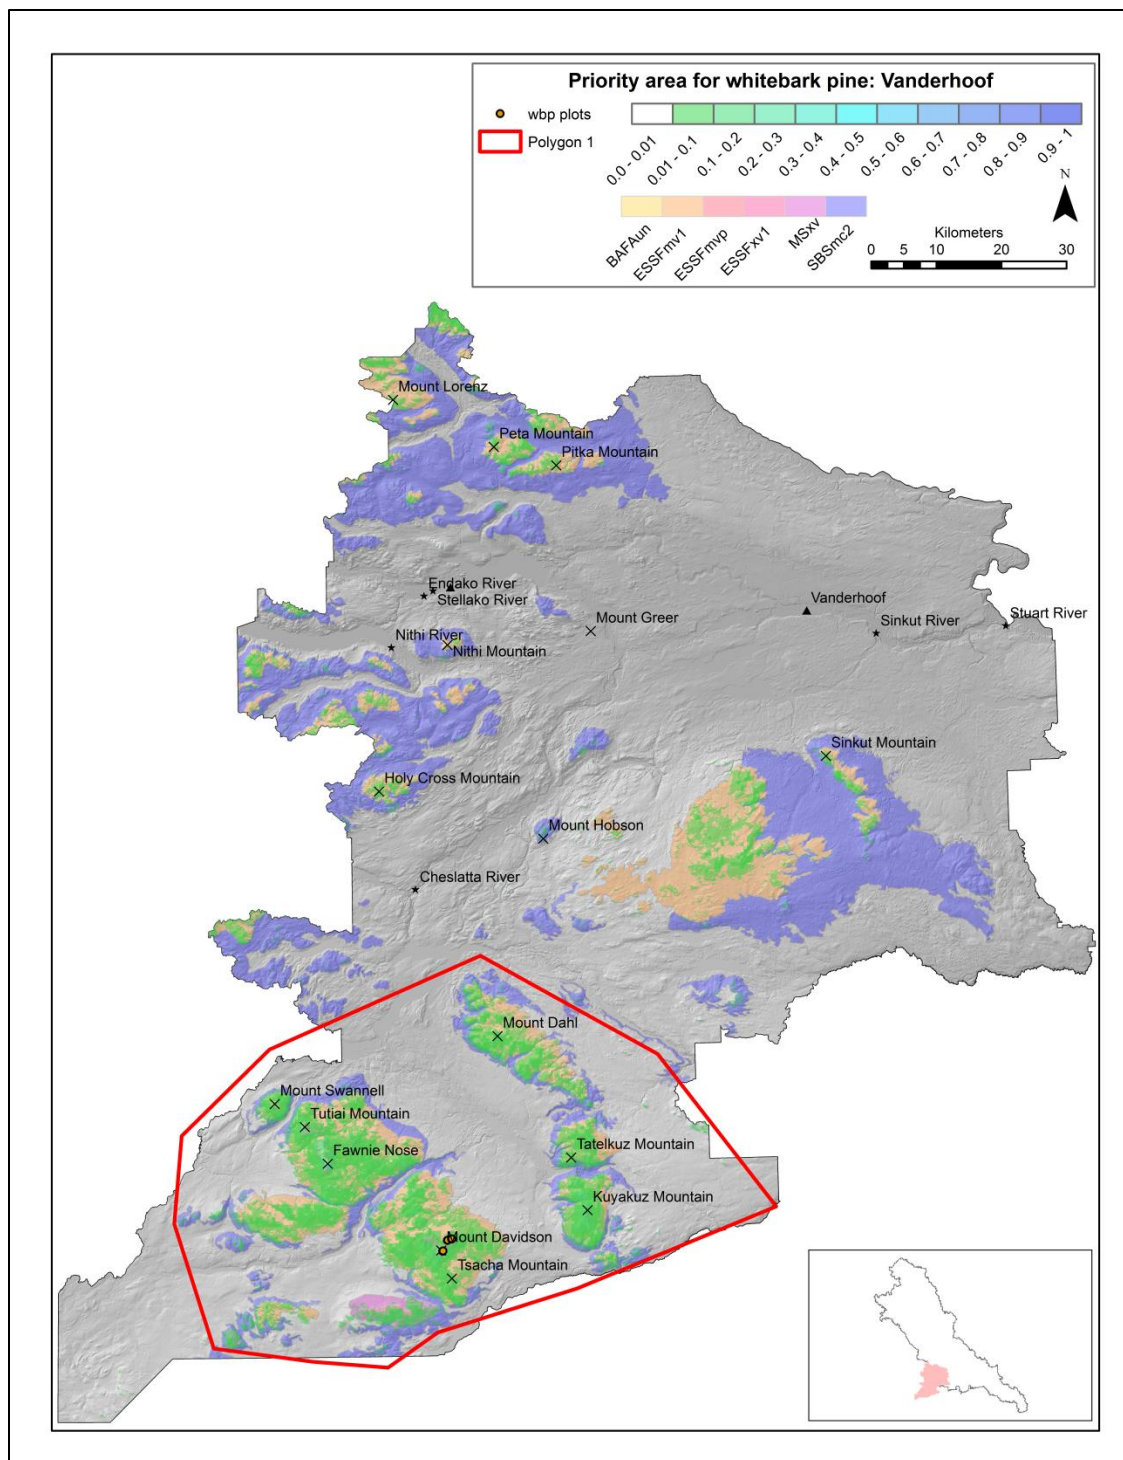 Priority area for whitebark pine: Vanderhoof
wbp plots
Polygon 1
0.0 - 0.01
0.01 - 0.1
0.1 - 0.2
0.2 - 0.3
0.3 - 0.4
0.4 - 0.5
0.5 - 0.6
0.6 - 0.7
0.7 - 0.8
0.8 - 0.9
0.9 - 1
N
BAFAun
ESSFmv1
ESSFmvp
ESSFxv1
MSxv
SBSmc2
Kilometers
0 5 10 20 30
Mount Lorenz
Peta Mountain
Pitka Mountain
Endako River
Stellako River
Vanderhoof
Mount Greer
Sinkut River
Stuart River
Nithi River
Nithi Mountain
Sinkut Mountain
Holy Cross Mountain
Mount Hobson
Cheslatta River
Mount Dahl
Mount Swannell
Tutiai Mountain
Tatelkuz Mountain
Fawnie Nose
Kuyakuz Mountain
Mount Davidson
Tsacha Mountain